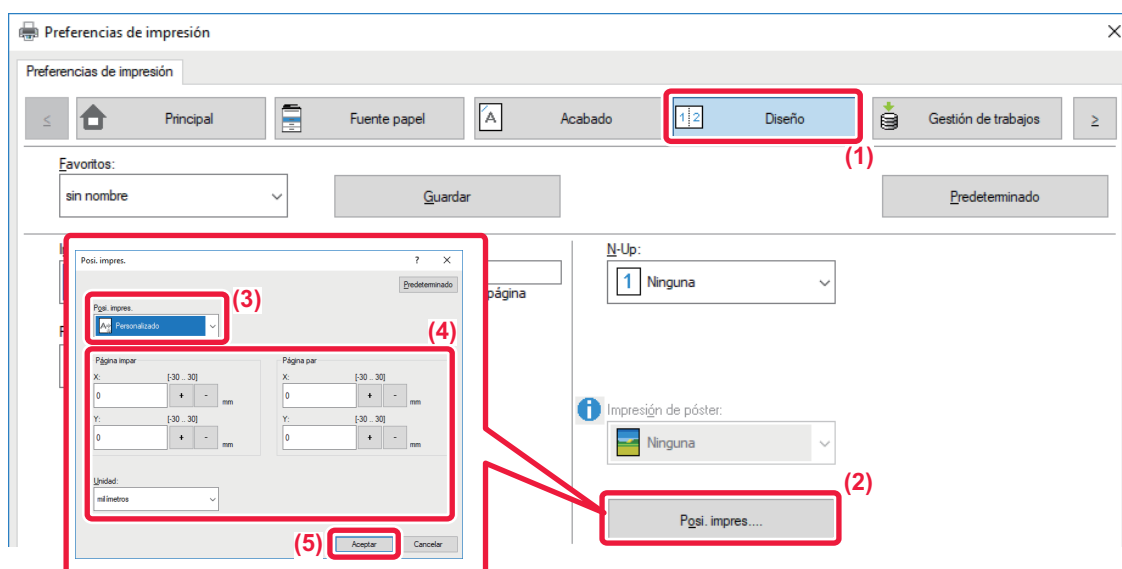 Preferencias de impresión
Preferencias de impresión
< Principal Fuente papel A Acabado 1 2 Diseño Gestión de trabajos >
(1)
Favoritos:
sin nombre Guardar Predeterminado
Posi. impres. ? ×
Predeterminado
página
Posi. impres.
(3)
Personalizado
(4)
Página impar Página par
X: [-30 .. 30] X: [-30 .. 30]
0 + - mm 0 + - mm
Y: [-30 .. 30] Y: [-30 .. 30]
0 + - mm 0 + - mm
Unidad:
milímetros
(5) Aceptar Cancelar
N-Up:
1 Ninguna
Impresión de póster:
Ninguna
(2)
Posi. impres....